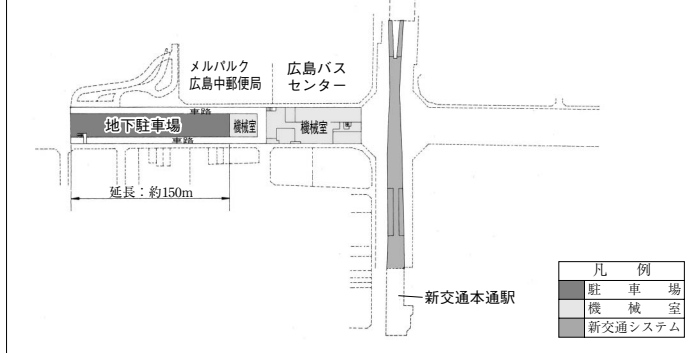 メルパルク
広島中郵便局
広島バス
センター
車路
地下駐車場
機械室
機械室
車路
延長：約150m
新交通本通駅
凡例
駐車場
機械室
新交通システム